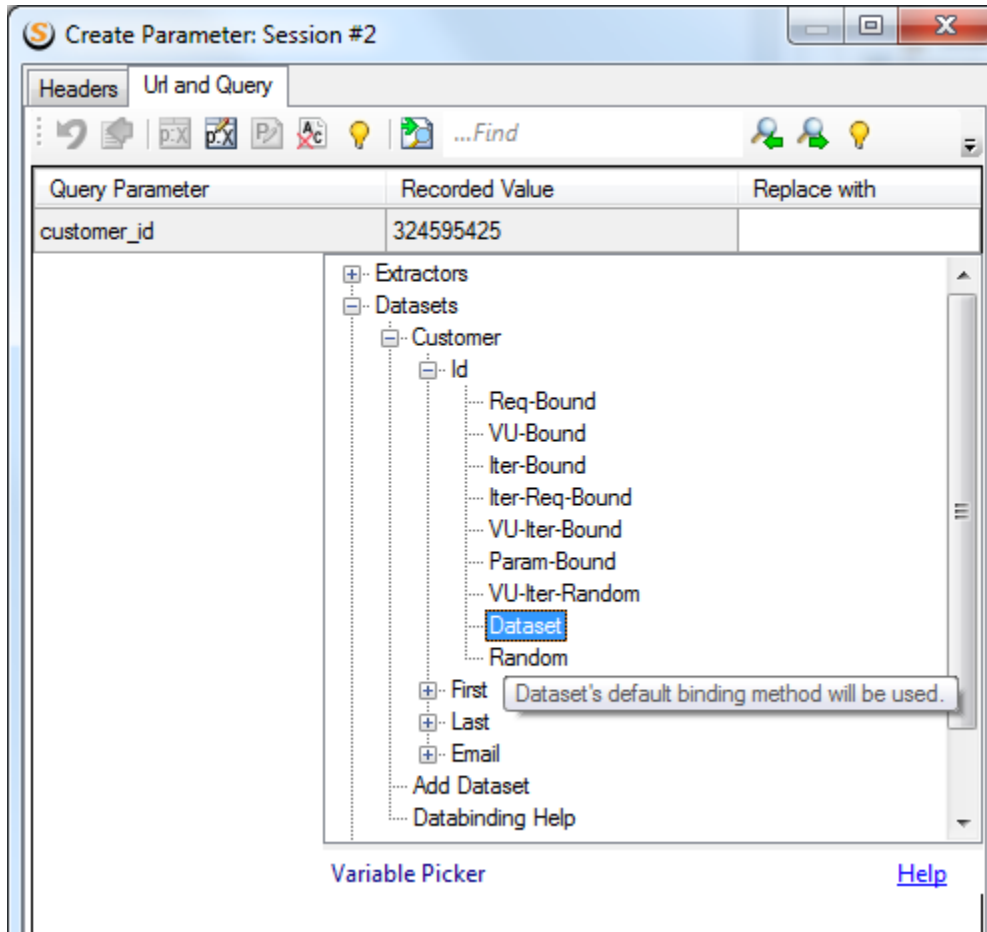 Create Parameter: Session #2
Headers Url and Query
...Find
Query Parameter Recorded Value Replace with
customer_id 324595425
Extractors
Datasets
Customer
Id
Req-Bound
VU-Bound
Iter-Bound
Iter-Req-Bound
VU-Iter-Bound
Param-Bound
VU-Iter-Random
Dataset
Random
First
Dataset's default binding method will be used.
Last
Email
Add Dataset
Databinding Help
Variable Picker Help